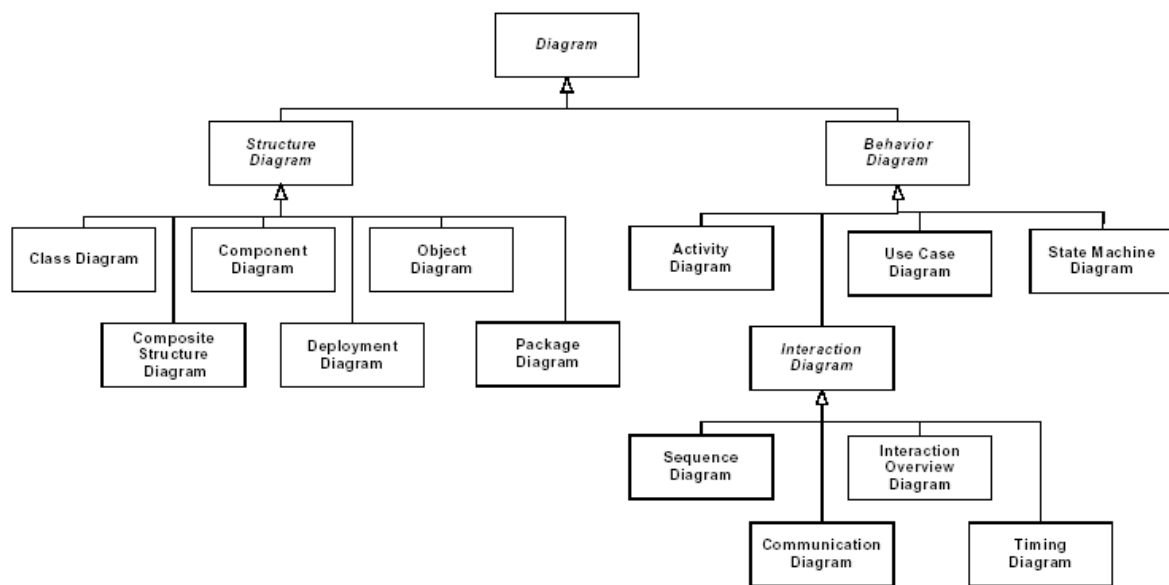 Diagram
Structure
Diagram
Behavior
Diagram
Class Diagram
Component
Diagram
Object
Diagram
Activity
Diagram
Use Case
Diagram
State Machine
Diagram
Composite
Structure
Diagram
Deployment
Diagram
Package
Diagram
Interaction
Diagram
Sequence
Diagram
Interaction
Overview
Diagram
Communication
Diagram
Timing
Diagram